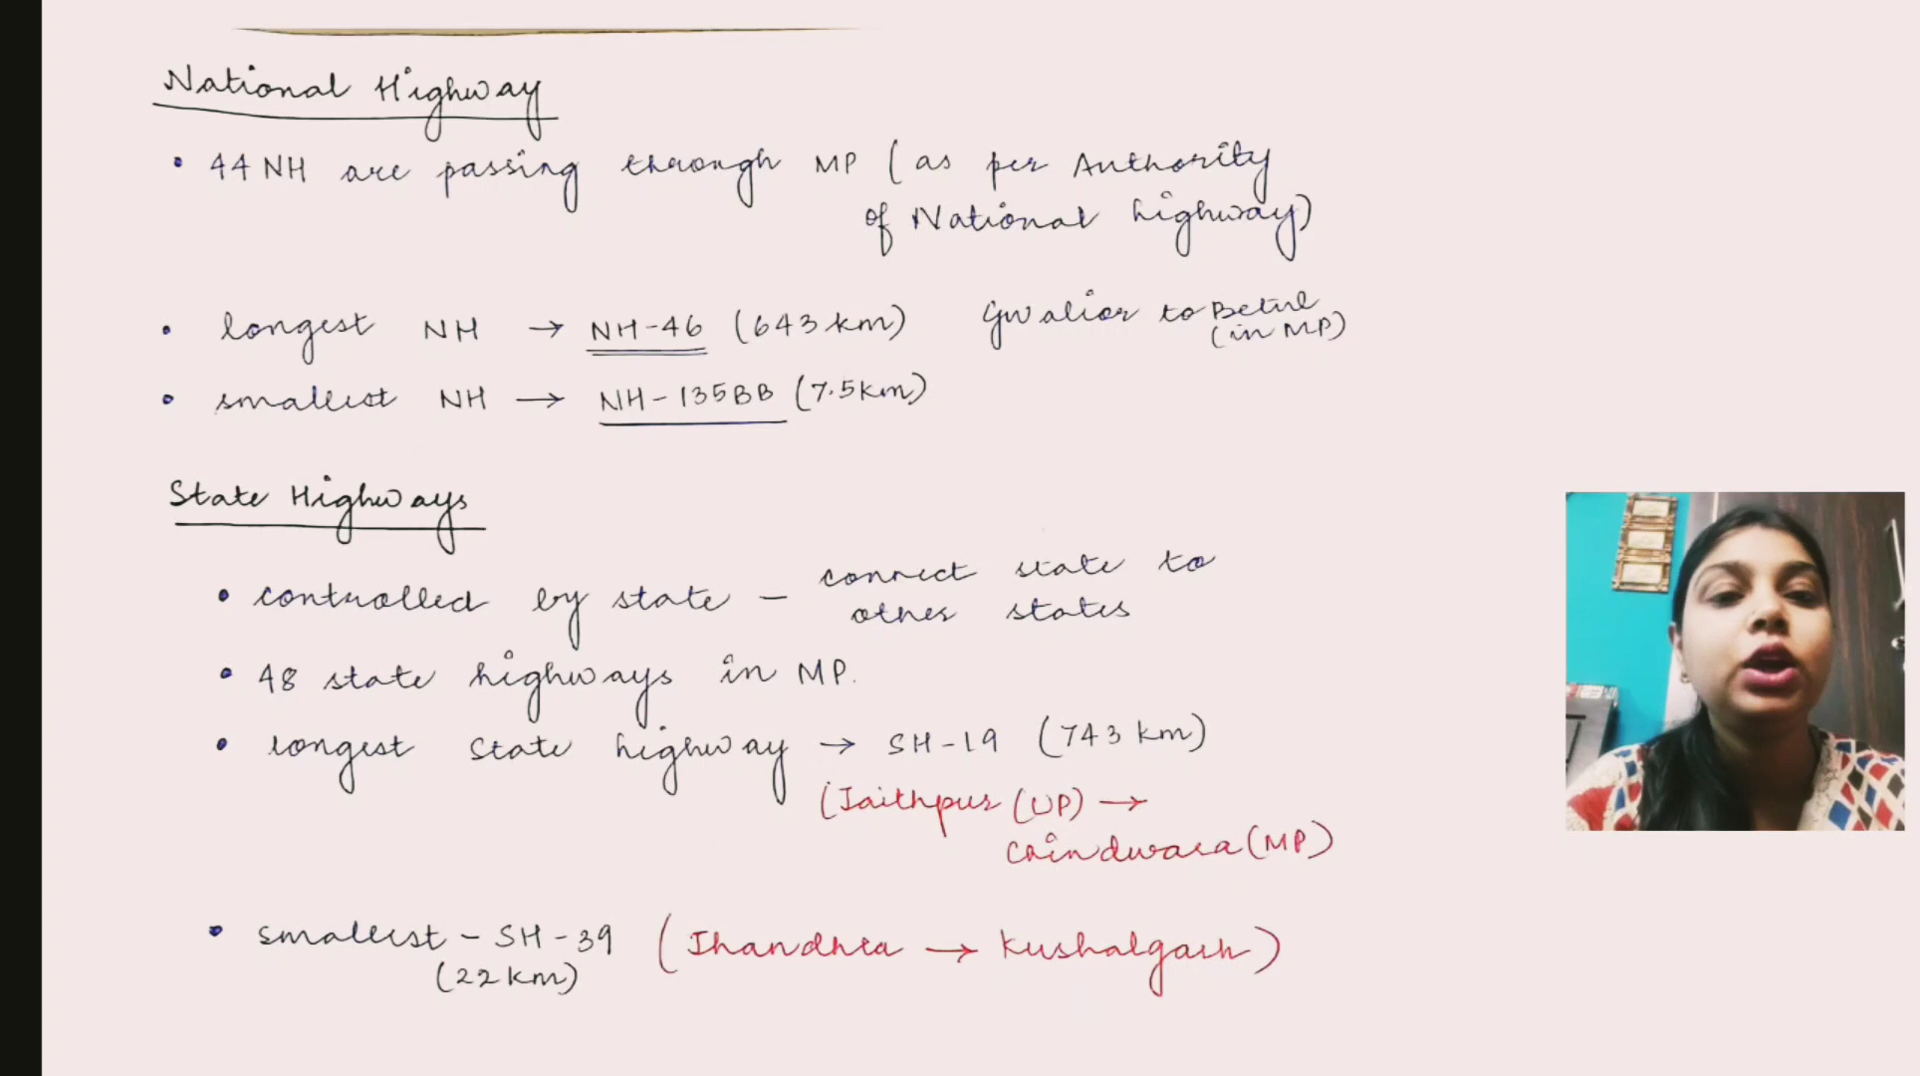 National Highway
• 44 NH are passing through MP (as per Authority
of National highway)
• longest NH → NH-46 (643 km) Gwalior to Betul
(in MP)
• smallest NH → NH-135BB (7.5km)
State Highways
• controlled by state - connect state to
other states
• 48 state highways in MP.
• longest state highway → SH-19 (743 km)
(Jaithpur (UP) →
Chindwara (MP)
• smallest - SH-39 (Jhandhla → Kushalgarh)
(22 km)